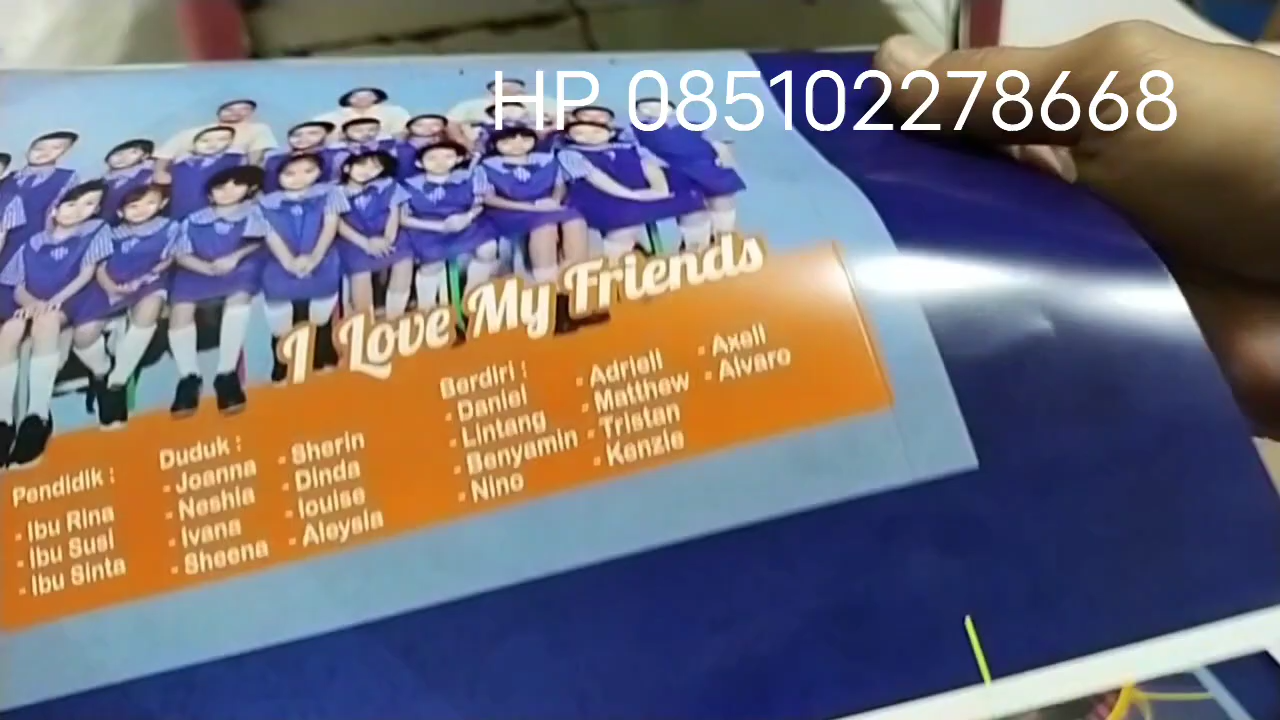 HP 085102278668
I Love My Friends
Pendidik :
- Ibu Rina
- Ibu Susi
- Ibu Sinta
Duduk :
- Joanna
- Neshia
- Ivana
- Sheena
- Sherin
- Dinda
- louise
- Aleysia
Berdiri :
- Daniel
- Lintang
- Benyamin
- Nino
- Adriell
- Matthew
- Tristan
- Kenzie
- Axell
- Alvaro